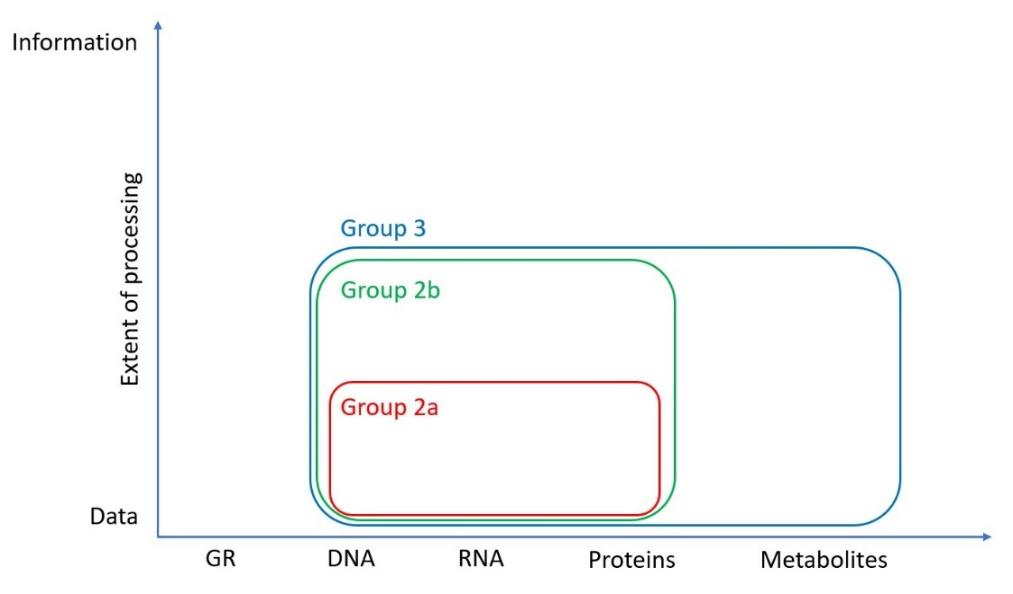 Information
Extent of processing
Group 3
Group 2b
Group 2a
Data
GR DNA RNA Proteins Metabolites